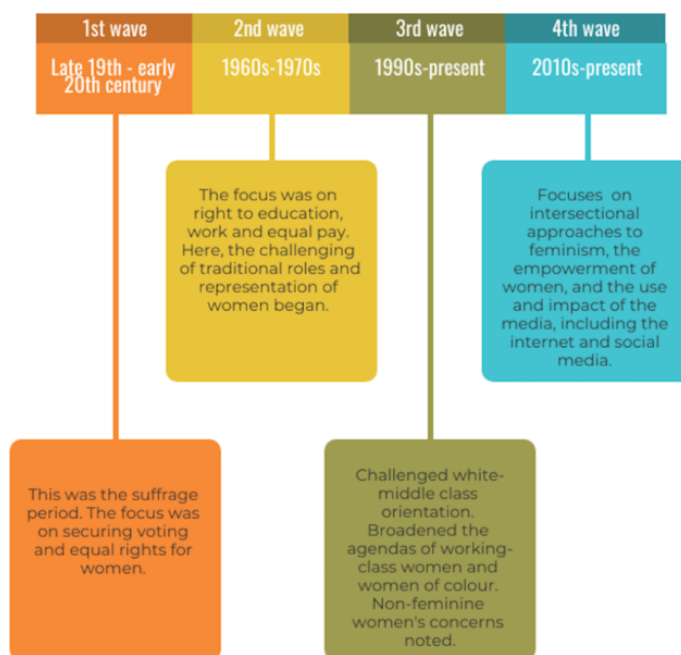 1st wave
2nd wave
3rd wave
4th wave
Late 19th - early
20th century
1960s-1970s
1990s-present
2010s-present
The focus was on
right to education,
work and equal pay.
Here, the challenging
of traditional roles and
representation of
women began.
Focuses on
intersectional
approaches to
feminism, the
empowerment of
women, and the use
and impact of the
media, including the
internet and social
media.
This was the suffrage
period. The focus was
on securing voting
and equal rights for
women.
Challenged white-
middle class
orientation.
Broadened the
agendas of working-
class women and
women of colour.
Non-feminine
women's concerns
noted.